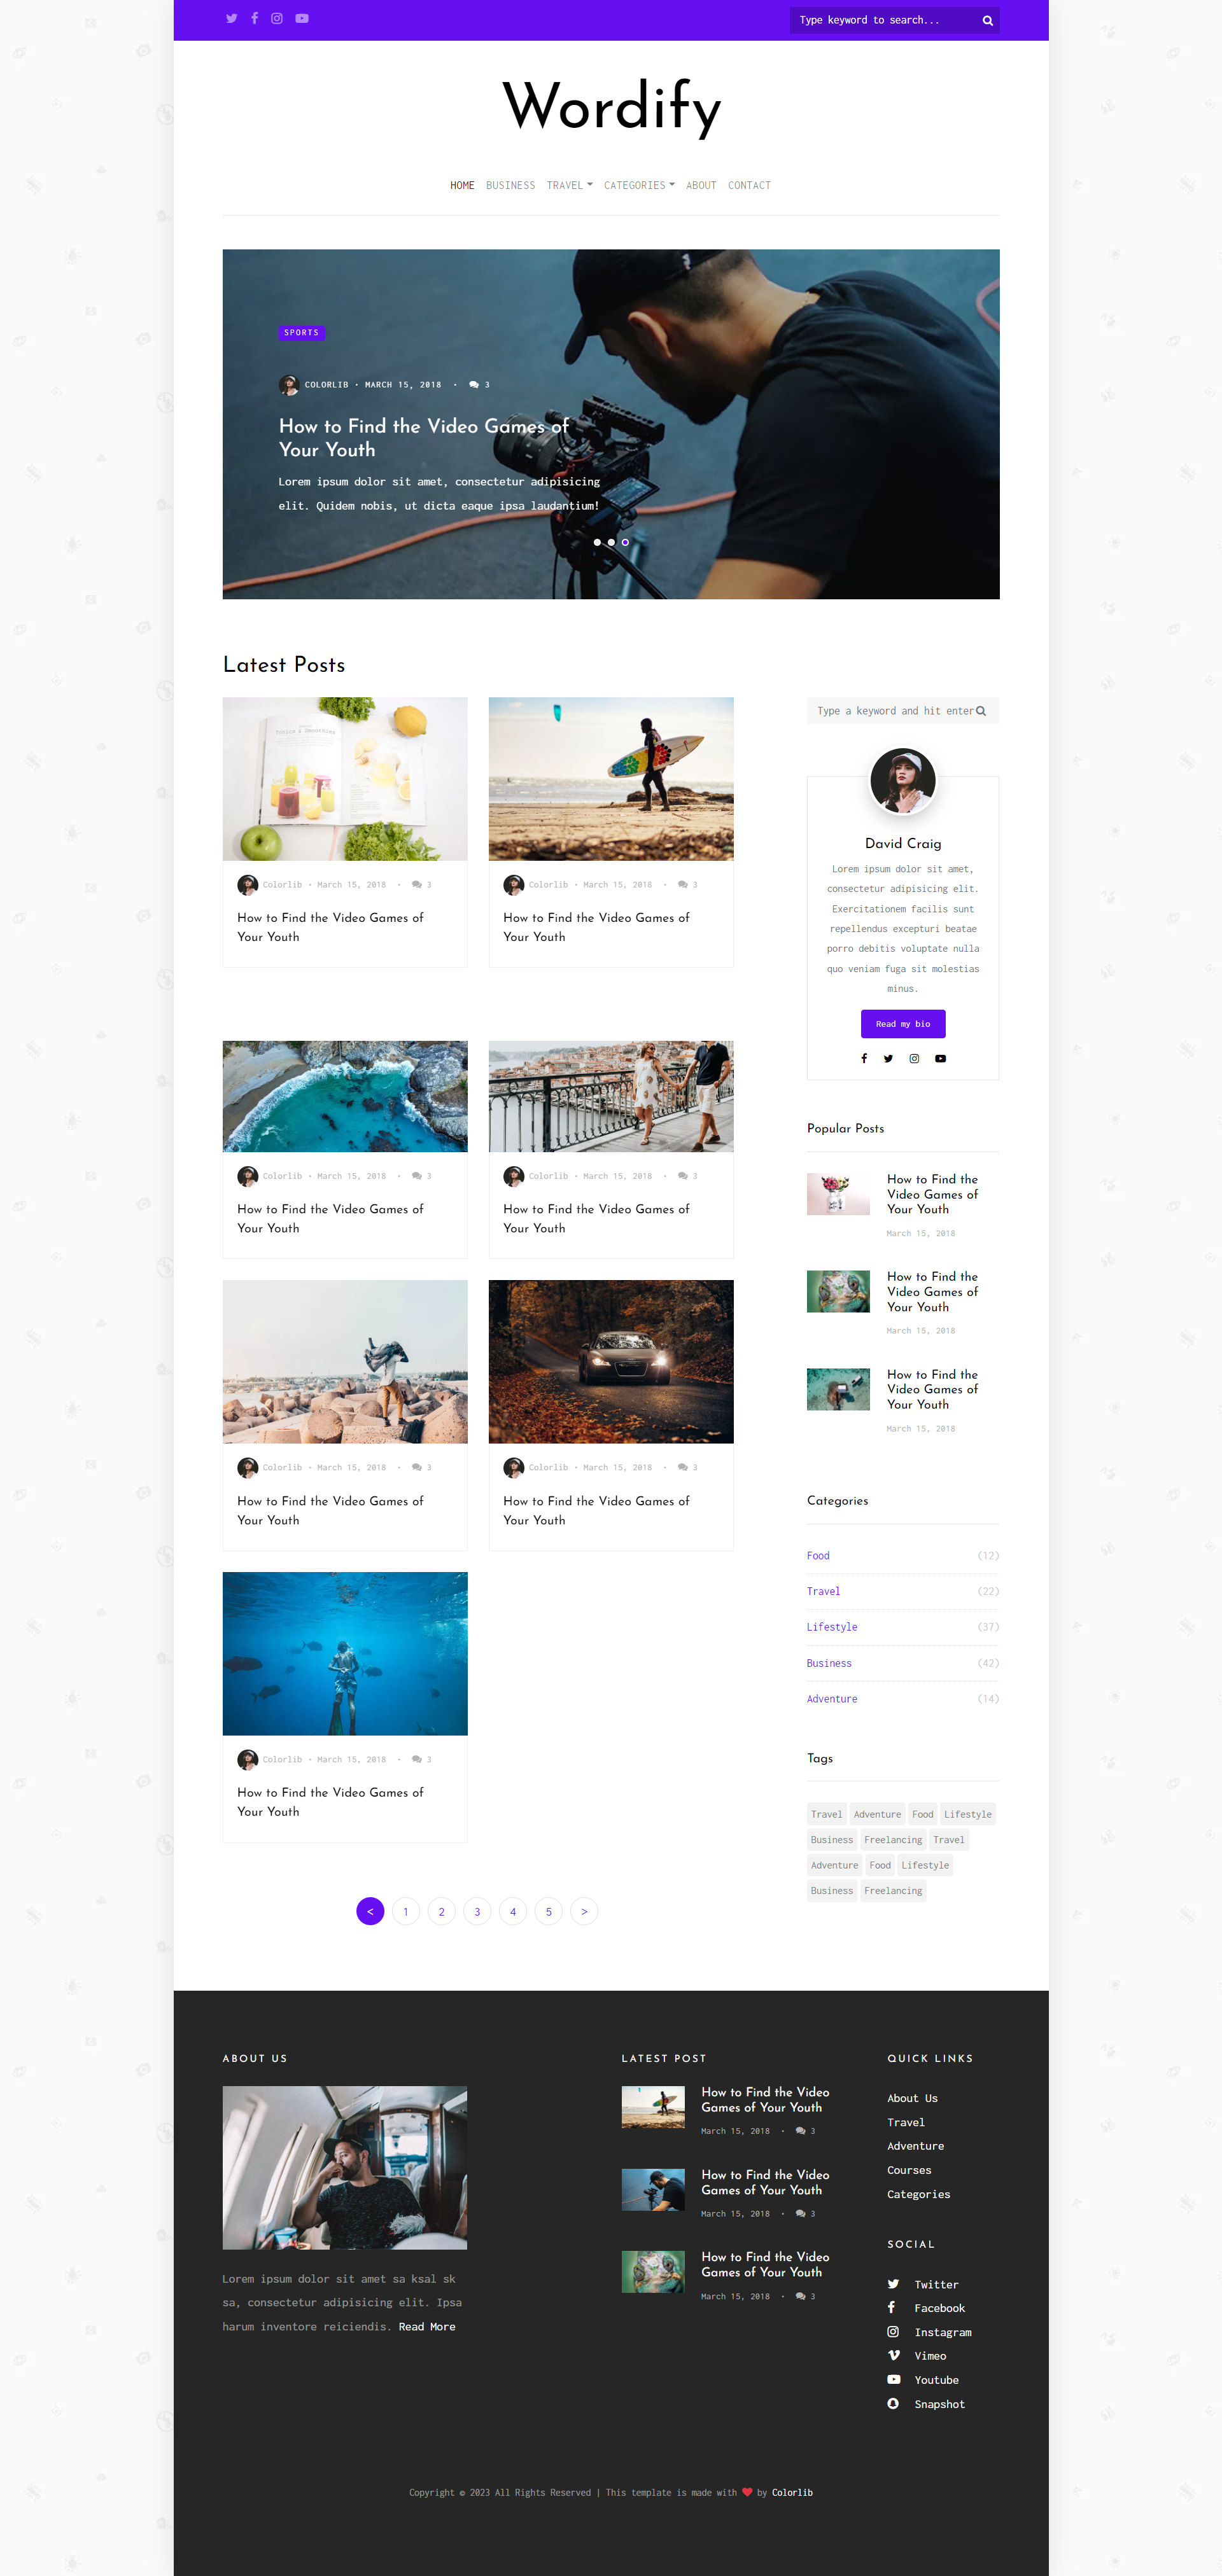 Type keyword to search...
Wordify
HOME BUSINESS TRAVEL CATEGORIES ABOUT CONTACT
SPORTS
COLORLIB • MARCH 15, 2018 • 3
How to Find the Video Games of
Your Youth
Lorem ipsum dolor sit amet, consectetur adipisicing
elit. Quidem nobis, ut dicta eaque ipsa laudantium!
Latest Posts
Colorlib • March 15, 2018 • 3
How to Find the Video Games of
Your Youth
Colorlib • March 15, 2018 • 3
How to Find the Video Games of
Your Youth
Colorlib • March 15, 2018 • 3
How to Find the Video Games of
Your Youth
Colorlib • March 15, 2018 • 3
How to Find the Video Games of
Your Youth
Colorlib • March 15, 2018 • 3
How to Find the Video Games of
Your Youth
Colorlib • March 15, 2018 • 3
How to Find the Video Games of
Your Youth
Colorlib • March 15, 2018 • 3
How to Find the Video Games of
Your Youth
< 1 2 3 4 5 >
Type a keyword and hit enter
David Craig
Lorem ipsum dolor sit amet,
consectetur adipisicing elit.
Exercitationem facilis sunt
repellendus excepturi beatae
porro debitis voluptate nulla
quo veniam fuga sit molestias
minus.
Read my bio
Popular Posts
How to Find the
Video Games of
Your Youth
March 15, 2018
How to Find the
Video Games of
Your Youth
March 15, 2018
How to Find the
Video Games of
Your Youth
March 15, 2018
Categories
Food (12)
Travel (22)
Lifestyle (37)
Business (42)
Adventure (14)
Tags
Travel Adventure Food Lifestyle
Business Freelancing Travel
Adventure Food Lifestyle
Business Freelancing
ABOUT US
Lorem ipsum dolor sit amet sa ksal sk
sa, consectetur adipisicing elit. Ipsa
harum inventore reiciendis. Read More
LATEST POST
How to Find the Video
Games of Your Youth
March 15, 2018 • 3
How to Find the Video
Games of Your Youth
March 15, 2018 • 3
How to Find the Video
Games of Your Youth
March 15, 2018 • 3
QUICK LINKS
About Us
Travel
Adventure
Courses
Categories
SOCIAL
Twitter
Facebook
Instagram
Vimeo
Youtube
Snapshot
Copyright © 2023 All Rights Reserved | This template is made with ❤ by Colorlib